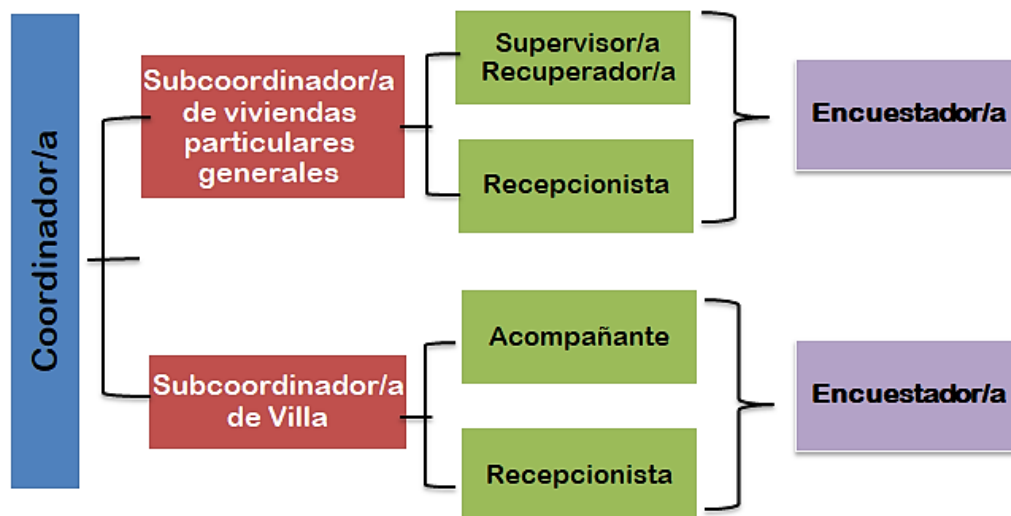 Coordinador/a
Subcoordinador/a
de viviendas
particulares
generales
Supervisor/a
Recuperador/a
Recepcionista
Encuestador/a
Subcoordinador/a
de Villa
Acompañante
Recepcionista
Encuestador/a